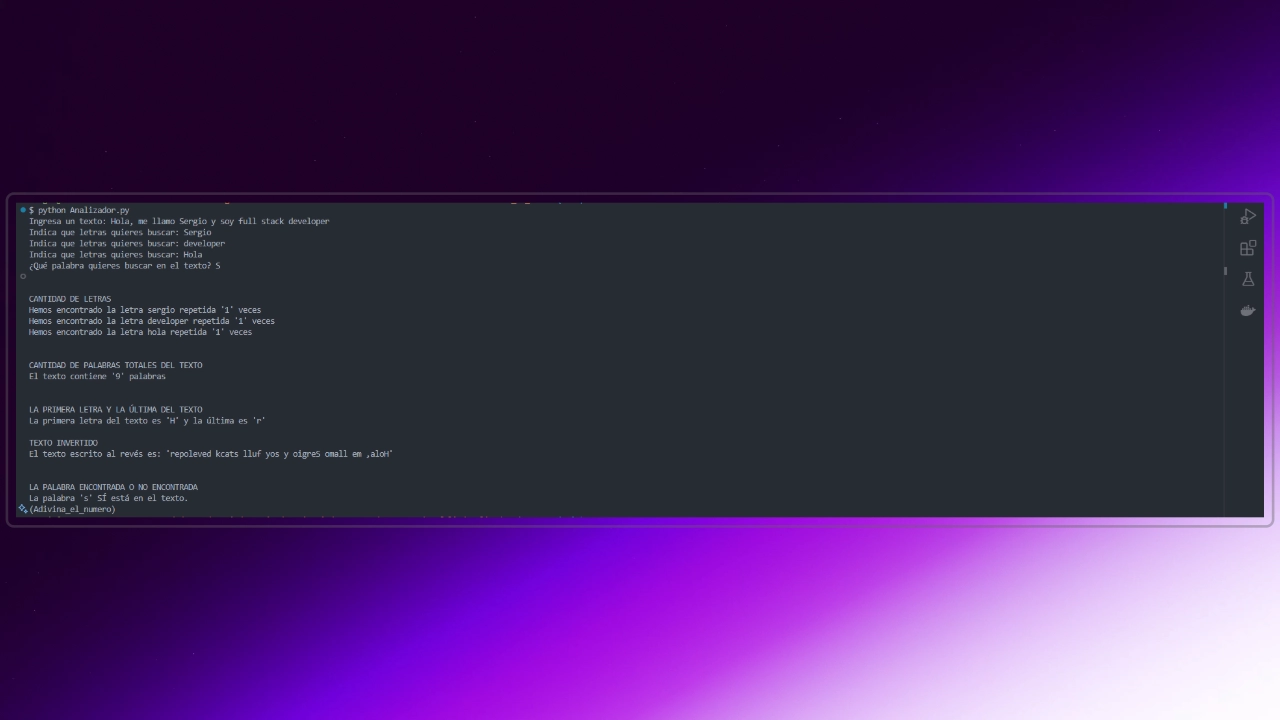 $ python Analizador.py
Ingresa un texto: Hola, me llamo Sergio y soy full stack developer
Indica que letras quieres buscar: Sergio
Indica que letras quieres buscar: developer
Indica que letras quieres buscar: Hola
¿Qué palabra quieres buscar en el texto? S
CANTIDAD DE LETRAS
Hemos encontrado la letra sergio repetida '1' veces
Hemos encontrado la letra developer repetida '1' veces
Hemos encontrado la letra hola repetida '1' veces
CANTIDAD DE PALABRAS TOTALES DEL TEXTO
El texto contiene '9' palabras
LA PRIMERA LETRA Y LA ÚLTIMA DEL TEXTO
La primera letra del texto es 'H' y la última es 'r'
TEXTO INVERTIDO
El texto escrito al revés es: 'repoleved kcats lluf yos y oigreS omall em ,aloH'
LA PALABRA ENCONTRADA O NO ENCONTRADA
La palabra 's' SÍ está en el texto.
(Adivina_el_numero)